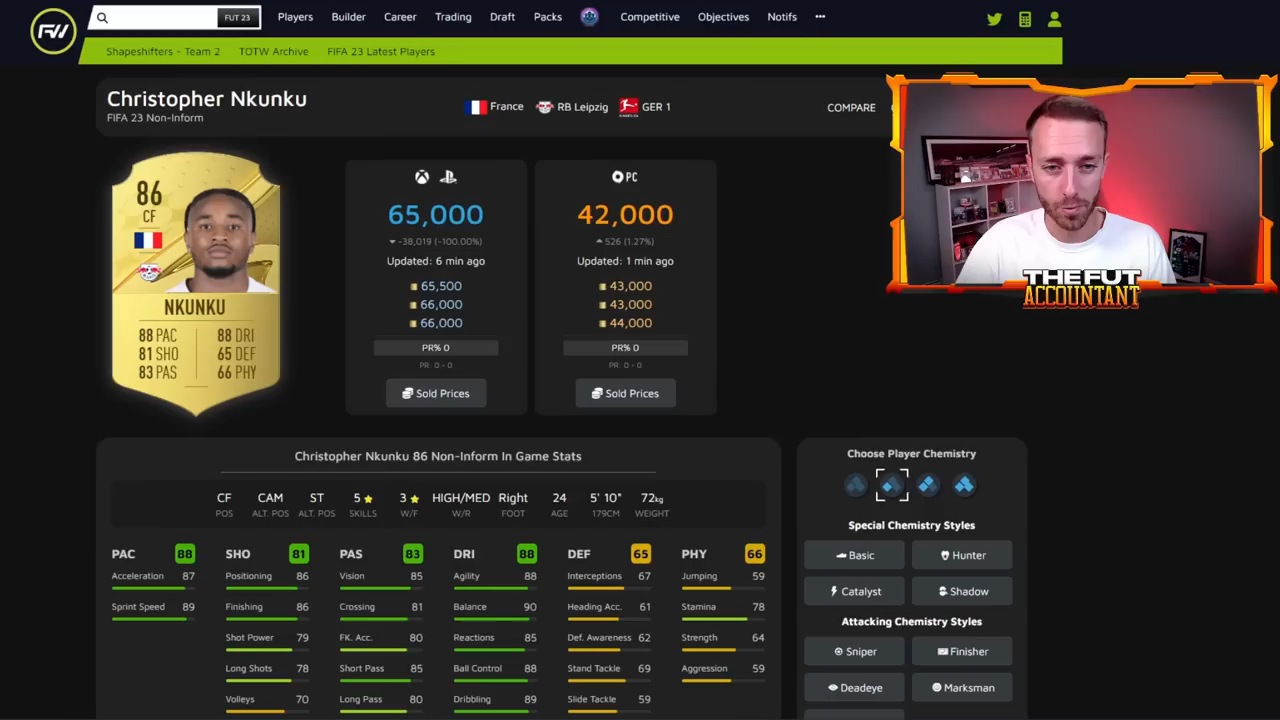 FW
FUT 23
Players
Builder
Career
Trading
Draft
Packs
Competitive
Objectives
Notifs
Shapeshifters - Team 2
TOTW Archive
FIFA 23 Latest Players
Christopher Nkunku
FIFA 23 Non-Inform
France
RB Leipzig
GER 1
COMPARE
86
CF
NKUNKU
88 PAC
88 DRI
81 SHO
65 DEF
83 PAS
66 PHY
65,000
-38,019 (-100.00%)
Updated: 6 min ago
65,500
66,000
66,000
PR% 0
PR: 0 - 0
Sold Prices
PC
42,000
526 (1.27%)
Updated: 1 min ago
43,000
43,000
44,000
PR% 0
PR: 0 - 0
Sold Prices
THE FUT
ACCOUNTANT
Christopher Nkunku 86 Non-Inform In Game Stats
CF CAM ST 5 3 HIGH/MED Right 24 5' 10" 72kg
POS ALT. POS ALT. POS SKILLS W/F W/R FOOT AGE 179CM WEIGHT
PAC 88 SHO 81 PAS 83 DRI 88 DEF 65 PHY 66
Acceleration 87 Positioning 86 Vision 85 Agility 88 Interceptions 67 Jumping 59
Sprint Speed 89 Finishing 86 Crossing 81 Balance 90 Heading Acc. 61 Stamina 78
Shot Power 79 FK. Acc. 80 Reactions 85 Def. Awareness 62 Strength 64
Long Shots 78 Short Pass 85 Ball Control 88 Stand Tackle 69 Aggression 59
Volleys 70 Long Pass 80 Dribbling 89 Slide Tackle 59
Choose Player Chemistry
Special Chemistry Styles
Basic
Hunter
Catalyst
Shadow
Attacking Chemistry Styles
Sniper
Finisher
Deadeye
Marksman